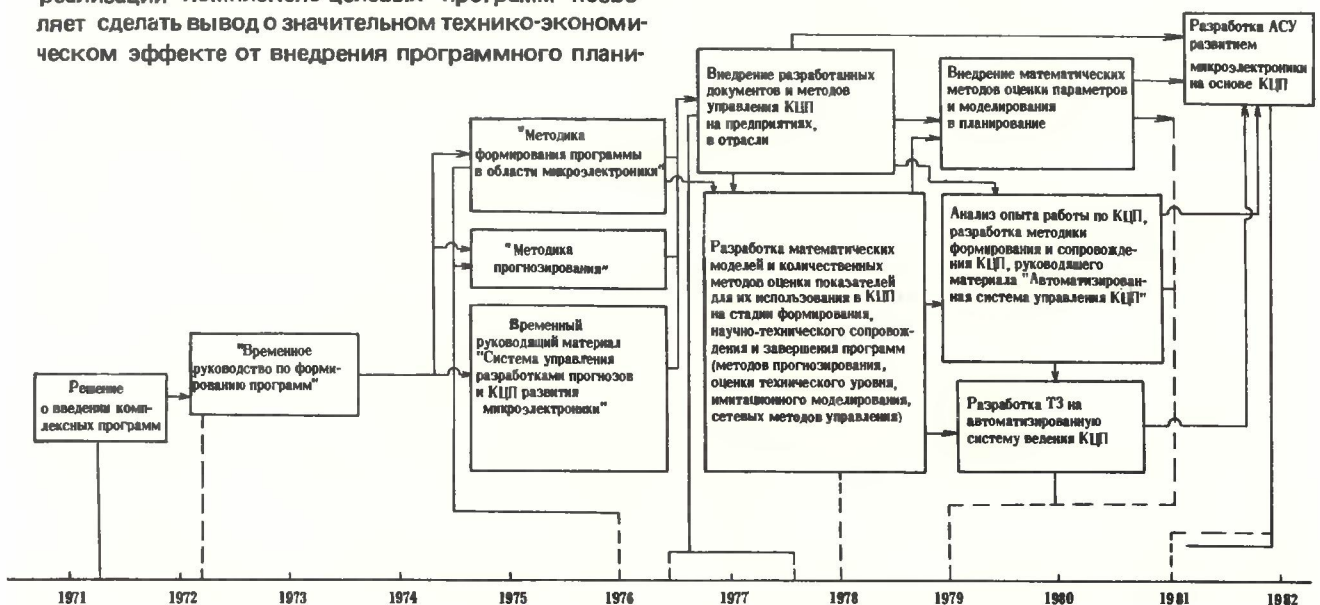 реализации комплексно-целевых программ позво-
ляет сделать вывод о значительном технико-экономи-
ческом эффекте от внедрения программного плани-
Решение
о введении комп-
лексных программ
"Временное
руководство по форми-
рованию программ"
"Методика
формирования программы
в области микроэлектроники"
"Методика
прогнозирования"
Временный
руководящий материал
"Система управления
разработками прогнозов
и КЦП развития
микроэлектроники"
Внедрение разработанных
документов и методов
управления КЦП
на предприятиях,
в отрасли
Разработка математических
моделей и количественных
методов оценки показателей
для их использования в КЦП
на стадии формирования,
научно-технического сопровож-
дения и завершения программ
(методов прогнозирования,
оценки технического уровня,
имитационного моделирования,
сетевых методов управления)
Внедрение математических
методов оценки параметров
и моделирования
в планирование
Анализ опыта работы по КЦП,
разработка методики
формирования и сопровожде-
ния КЦП, руководящего
материала "Автоматизирован-
ная система управления КЦП"
Разработка ТЗ на
автоматизированную
систему ведения КЦП
Разработка АСУ
развитием
микроэлектроники
на основе КЦП
1971 1972 1973 1974 1975 1976 1977 1978 1979 1980 1981 1982